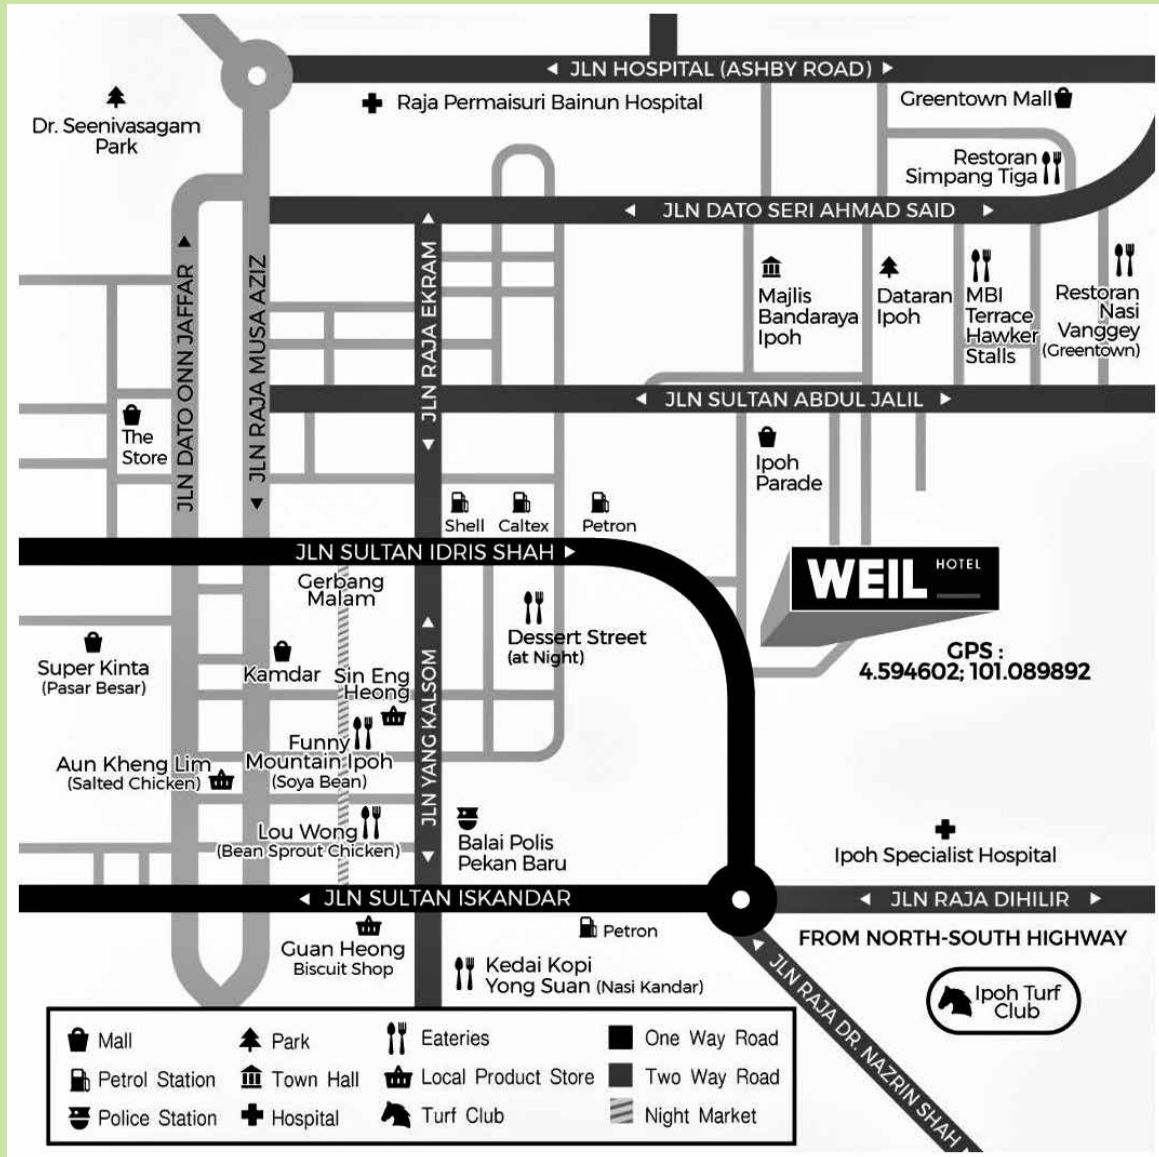 JLN HOSPITAL (ASHBY ROAD)
Raja Permaisuri Bainun Hospital
Greentown Mall
Dr. Seenivasagam
Park
Restoran
Simpang Tiga
JLN DATO SERI AHMAD SAID
JLN DATO ONN JAFFAR
JLN RAJA MUSA AZIZ
JLN RAJA EKRAM
Majlis
Bandaraya
Ipoh
Dataran
Ipoh
MBI
Terrace
Hawker
Stalls
Restoran
Nasi
Vanggey
(Greentown)
JLN SULTAN ABDUL JALIL
The
Store
Ipoh
Parade
Shell
Caltex
Petron
JLN SULTAN IDRIS SHAH
WEIL
HOTEL
GPS :
4.594602; 101.089892
Gerbang
Malam
Dessert Street
(at Night)
Super Kinta
(Pasar Besar)
Kamdar
Sin Eng
Heong
JLN YANG KALSOM
Funny
Mountain Ipoh
(Soya Bean)
Aun Kheng Lim
(Salted Chicken)
Lou Wong
(Bean Sprout Chicken)
Balai Polis
Pekan Baru
Ipoh Specialist Hospital
JLN SULTAN ISKANDAR
JLN RAJA DIHILIR
FROM NORTH-SOUTH HIGHWAY
Guan Heong
Biscuit Shop
Petron
Kedai Kopi
Yong Suan (Nasi Kandar)
JLN RAJA DR. NAZRIN SHAH
Ipoh Turf
Club
Mall
Park
Eateries
One Way Road
Petrol Station
Town Hall
Local Product Store
Two Way Road
Police Station
Hospital
Turf Club
Night Market